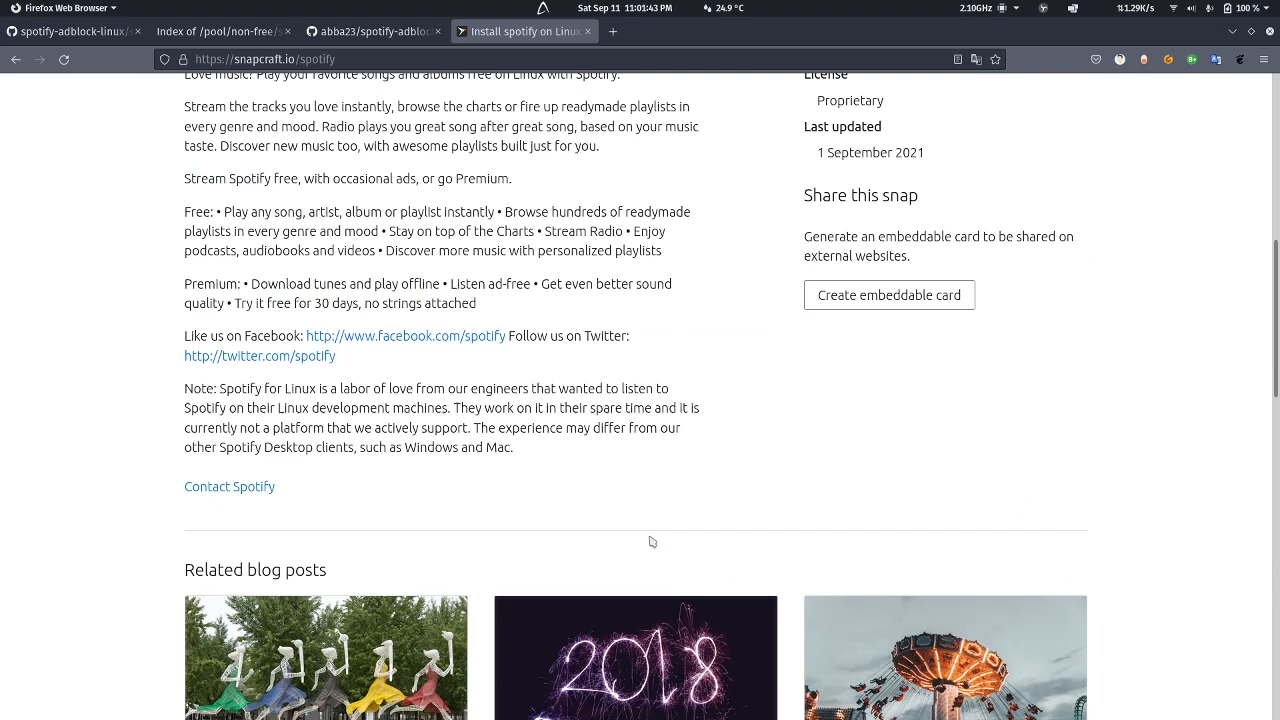 Firefox Web Browser
Sat Sep 11 11:01:43 PM
24.9 °C
2.10GHz
1.29K/s
100 %
spotify-adblock-linux/s
Index of /pool/non-free/s
abba23/spotify-adbloc
Install spotify on Linux
https://snapcraft.io/spotify
Love music? Play your favorite songs and albums free on Linux with Spotify.
Stream the tracks you love instantly, browse the charts or fire up readymade playlists in
every genre and mood. Radio plays you great song after great song, based on your music
taste. Discover new music too, with awesome playlists built just for you.
Stream Spotify free, with occasional ads, or go Premium.
Free: • Play any song, artist, album or playlist instantly • Browse hundreds of readymade
playlists in every genre and mood • Stay on top of the Charts • Stream Radio • Enjoy
podcasts, audiobooks and videos • Discover more music with personalized playlists
Premium: • Download tunes and play offline • Listen ad-free • Get even better sound
quality • Try it free for 30 days, no strings attached
Like us on Facebook: http://www.facebook.com/spotify Follow us on Twitter:
http://twitter.com/spotify
Note: Spotify for Linux is a labor of love from our engineers that wanted to listen to
Spotify on their Linux development machines. They work on it in their spare time and it is
currently not a platform that we actively support. The experience may differ from our
other Spotify Desktop clients, such as Windows and Mac.
Contact Spotify
License
Proprietary
Last updated
1 September 2021
Share this snap
Generate an embeddable card to be shared on
external websites.
Create embeddable card
Related blog posts
2018